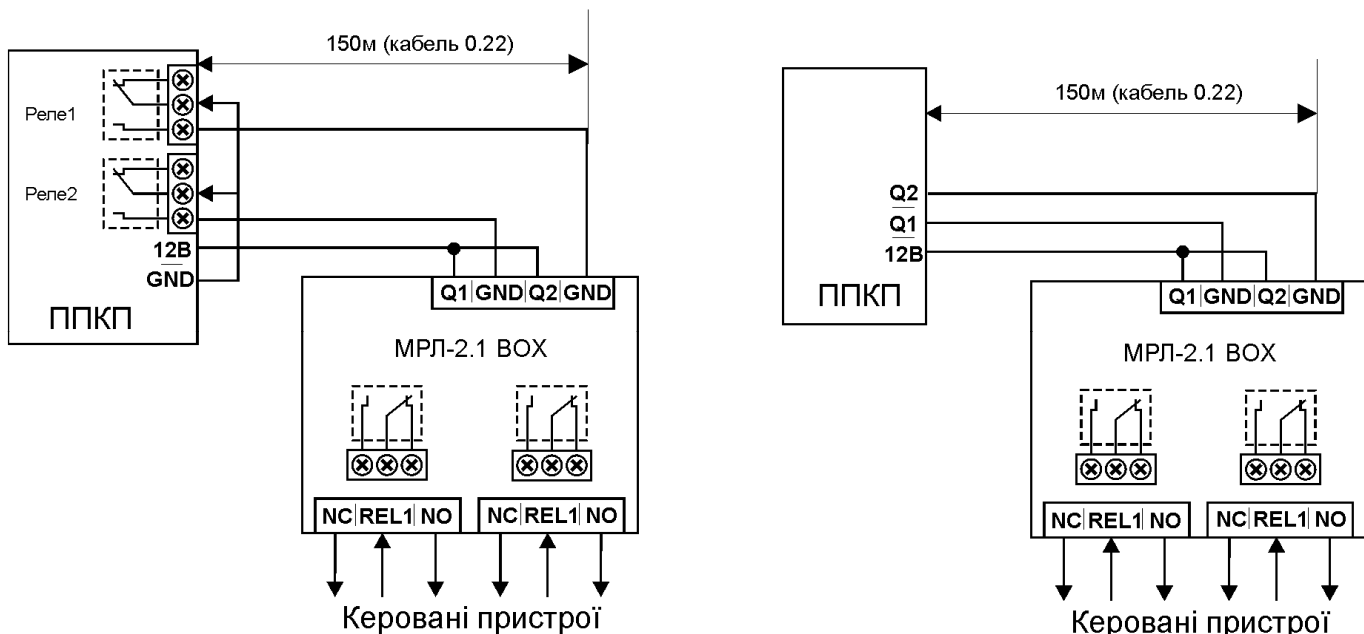 150м (кабель 0.22)
Реле1
Реле2
12В
GND
ППКП
Q1 GND Q2 GND
МРЛ-2.1 BOX
NC REL1 NO
NC REL1 NO
Керовані пристрої
150м (кабель 0.22)
Q2
Q1
12В
ППКП
Q1 GND Q2 GND
МРЛ-2.1 BOX
NC REL1 NO
NC REL1 NO
Керовані пристрої